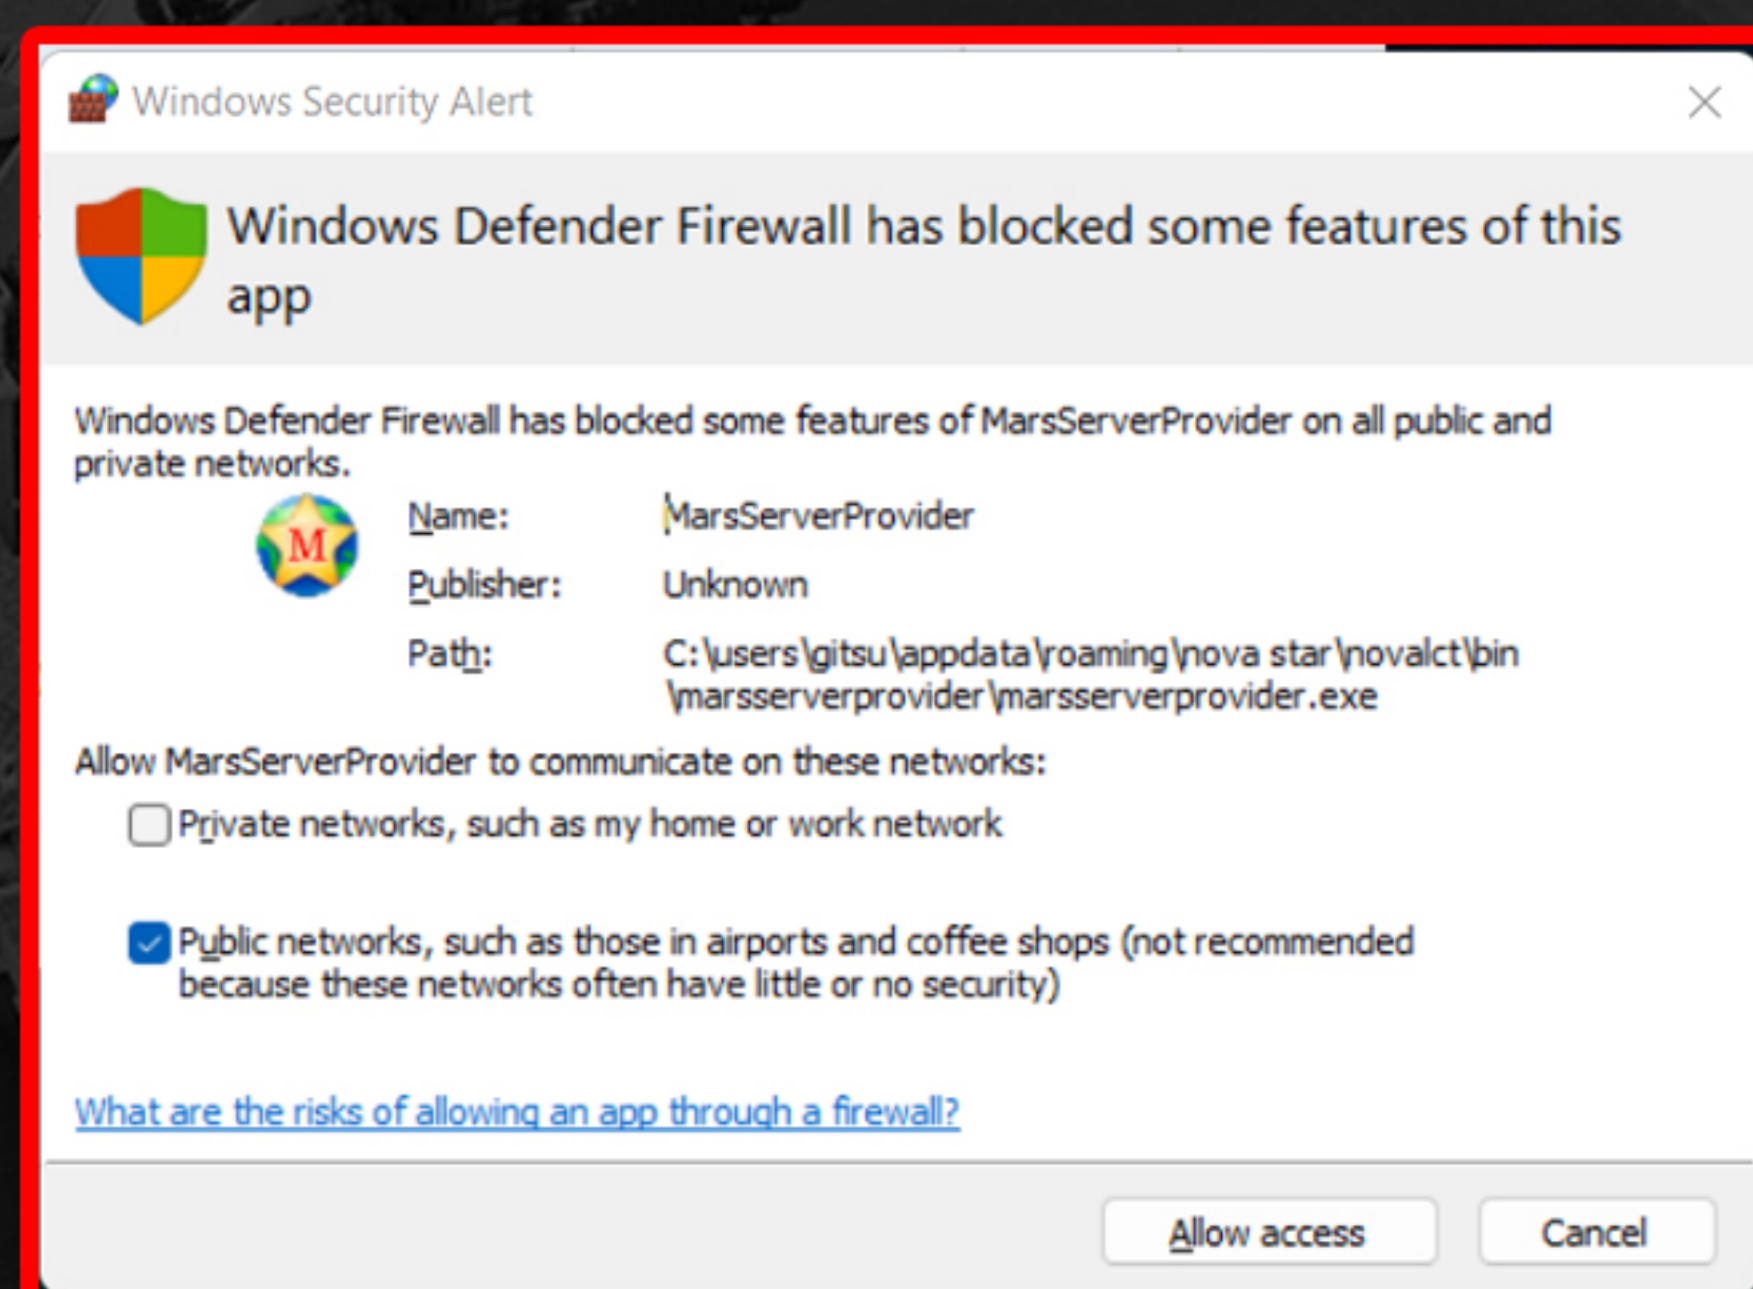 Windows Security Alert
Windows Defender Firewall has blocked some features of this
app
Windows Defender Firewall has blocked some features of MarsServerProvider on all public and
private networks.
M
Name: MarsServerProvider
Publisher: Unknown
Path: C:\users\gitsu\appdata\roaming\nova star\novalct\bin
\marsserverprovider\marsserverprovider.exe
Allow MarsServerProvider to communicate on these networks:
Private networks, such as my home or work network
Public networks, such as those in airports and coffee shops (not recommended
because these networks often have little or no security)
What are the risks of allowing an app through a firewall?
Allow access Cancel